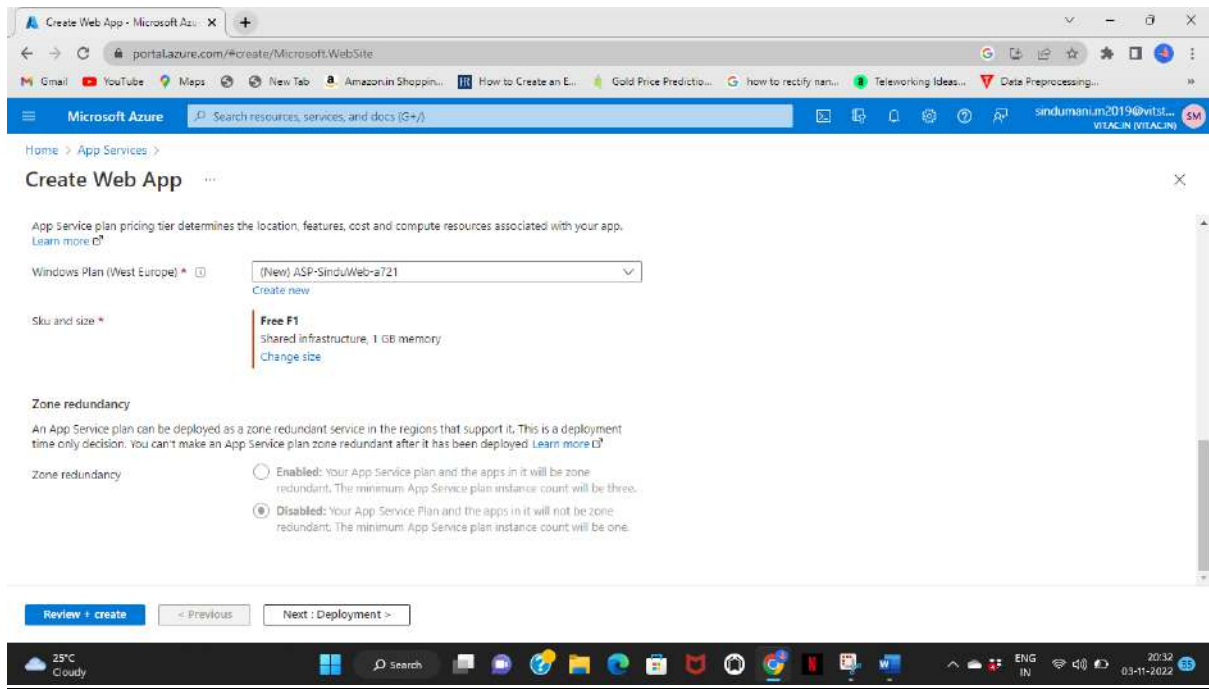 Create Web App - Microsoft Azu
portal.azure.com/#create/Microsoft.WebSite
Gmail YouTube Maps New Tab Amazon.in Shoppin... How to Create an E... Gold Price Predictio... how to rectify nan... Teleworking Ideas... Data Preprocessing...
Microsoft Azure Search resources, services, and docs (G+/) sindumani.m2019@vitst...
VIT.AC.IN (VIT.AC.IN)
SM
Home > App Services >
Create Web App ...
App Service plan pricing tier determines the location, features, cost and compute resources associated with your app.
Learn more
Windows Plan (West Europe) * (New) ASP-SinduWeb-a721
Create new
Sku and size * Free F1
Shared infrastructure, 1 GB memory
Change size
Zone redundancy
An App Service plan can be deployed as a zone redundant service in the regions that support it. This is a deployment
time only decision. You can't make an App Service plan zone redundant after it has been deployed Learn more
Zone redundancy Enabled: Your App Service plan and the apps in it will be zone
redundant. The minimum App Service plan instance count will be three.
Disabled: Your App Service Plan and the apps in it will not be zone
redundant. The minimum App Service plan instance count will be one.
Review + create < Previous Next : Deployment >
25°C
Cloudy
Search
ENG
IN
20:32
03-11-2022
55